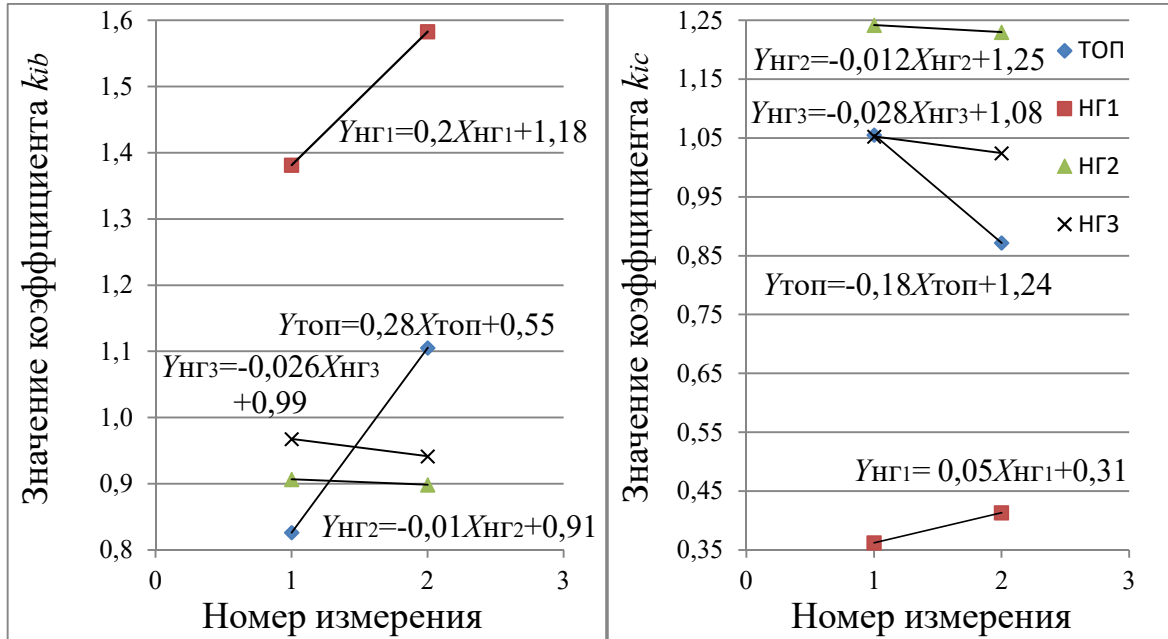 Значение коэффициента kib
1,6
1,5
1,4
1,3
1,2
1,1
1,0
0,9
0,8
YНГ1=0,2XНГ1+1,18
YТОП=0,28XТОП+0,55
YНГ3=-0,026XНГ3
+0,99
YНГ2=-0,01XНГ2+0,91
0
1
2
3
Номер измерения
Значение коэффициента kic
1,25
1,15
1,05
0,95
0,85
0,75
0,65
0,55
0,45
0,35
YНГ2=-0,012XНГ2+1,25
YНГ3=-0,028XНГ3+1,08
YТОП=-0,18XТОП+1,24
YНГ1= 0,05XНГ1+0,31
ТОП
НГ1
НГ2
НГ3
0
1
2
3
Номер измерения